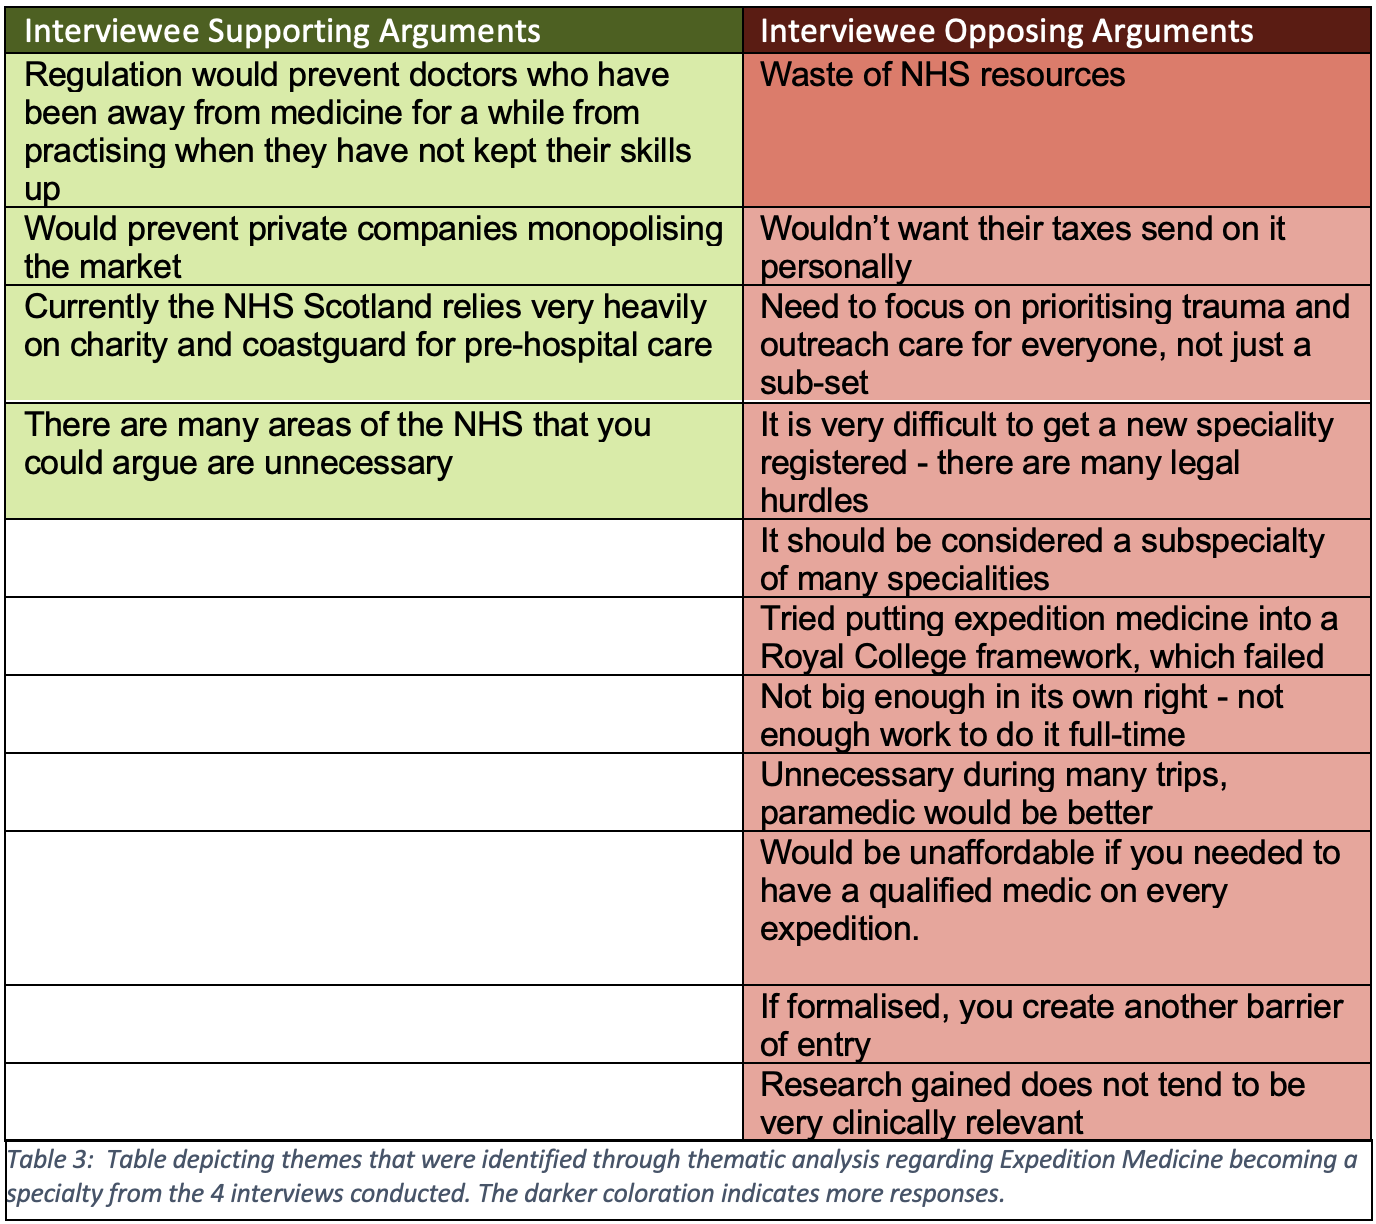 Interviewee Supporting Arguments
Interviewee Opposing Arguments
Regulation would prevent doctors who have
been away from medicine for a while from
practising when they have not kept their skills
up
Waste of NHS resources
Would prevent private companies monopolising
the market
Wouldn’t want their taxes send on it
personally
Currently the NHS Scotland relies very heavily
on charity and coastguard for pre-hospital care
Need to focus on prioritising trauma and
outreach care for everyone, not just a
sub-set
There are many areas of the NHS that you
could argue are unnecessary
It is very difficult to get a new speciality
registered - there are many legal
hurdles
It should be considered a subspecialty
of many specialities
Tried putting expedition medicine into a
Royal College framework, which failed
Not big enough in its own right - not
enough work to do it full-time
Unnecessary during many trips,
paramedic would be better
Would be unaffordable if you needed to
have a qualified medic on every
expedition.
If formalised, you create another barrier
of entry
Research gained does not tend to be
very clinically relevant
Table 3:  Table depicting themes that were identified through thematic analysis regarding Expedition Medicine becoming a
specialty from the 4 interviews conducted. The darker coloration indicates more responses.